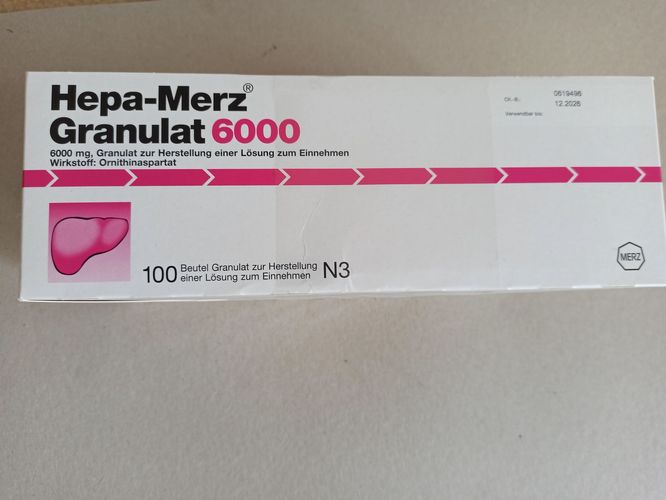 Hepa-Merz®
Granulat 6000
6000 mg, Granulat zur Herstellung einer Lösung zum Einnehmen
Wirkstoff: Ornithinaspartat
Ch.-B.: 0619496
Verwendbar bis: 12.2026
100 Beutel Granulat zur Herstellung
einer Lösung zum Einnehmen N3
MERZ